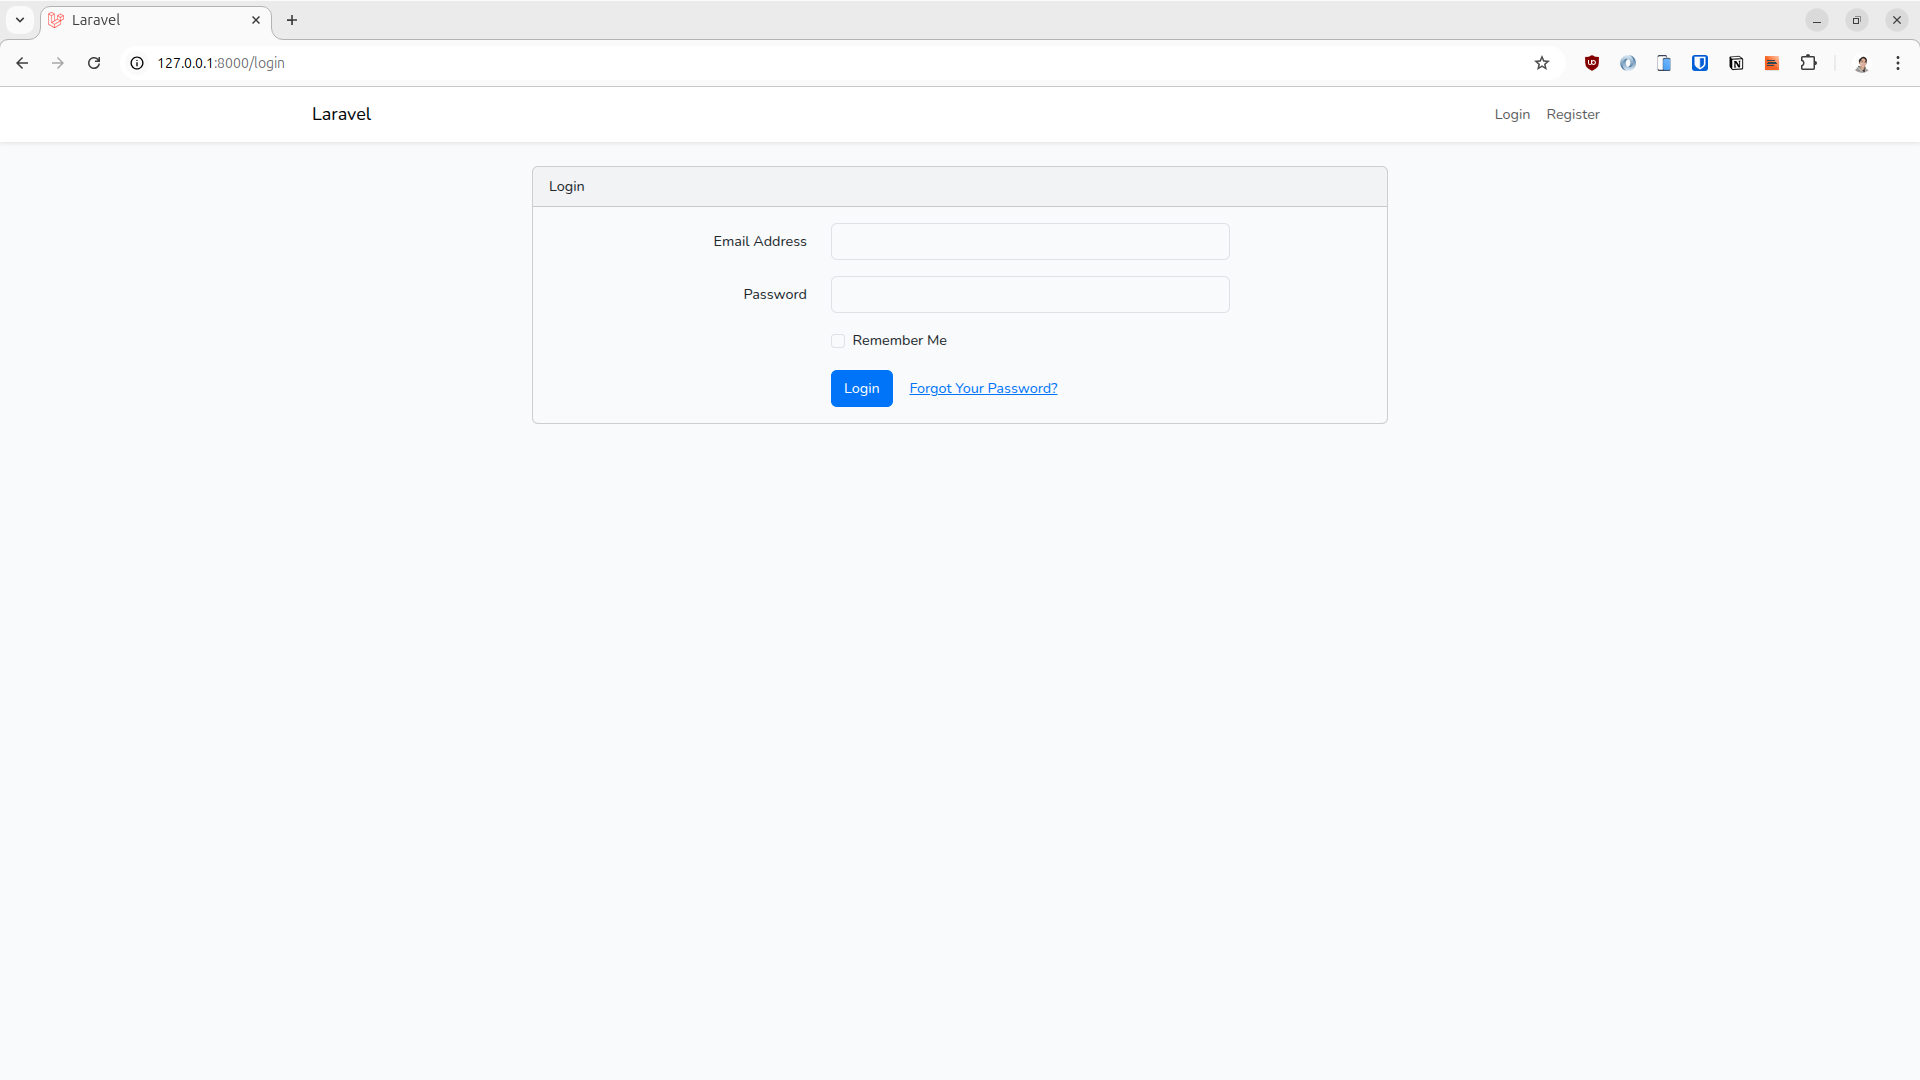 Laravel
127.0.0.1:8000/login
Laravel
Login Register
Login
Email Address
Password
Remember Me
Login Forgot Your Password?